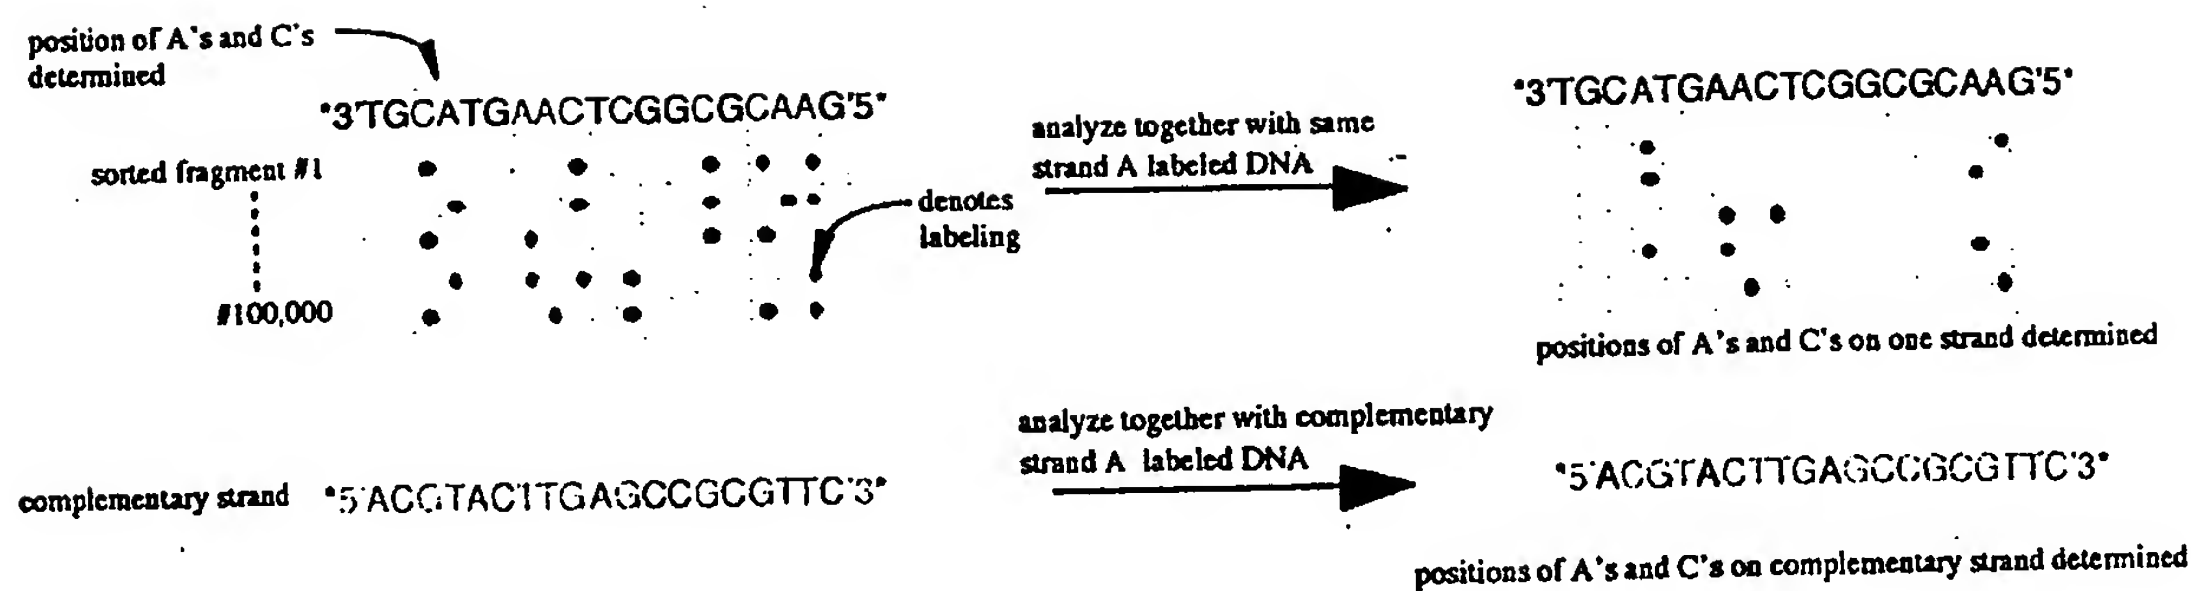 position of A's and C's
determined
*3'TGCATGAACTCGGCGCAAG'5*
sorted fragment #1
#100,000
denotes
labeling
analyze together with same
strand A labeled DNA
*3'TGCATGAACTCGGCGCAAG'5*
positions of A's and C's on one strand determined
complementary strand *5'ACGTACTTGAGCCGCGTTC'3*
analyze together with complementary
strand A labeled DNA
*5'ACGTACTTGAGCCGCGTTC'3*
positions of A's and C's on complementary strand determined